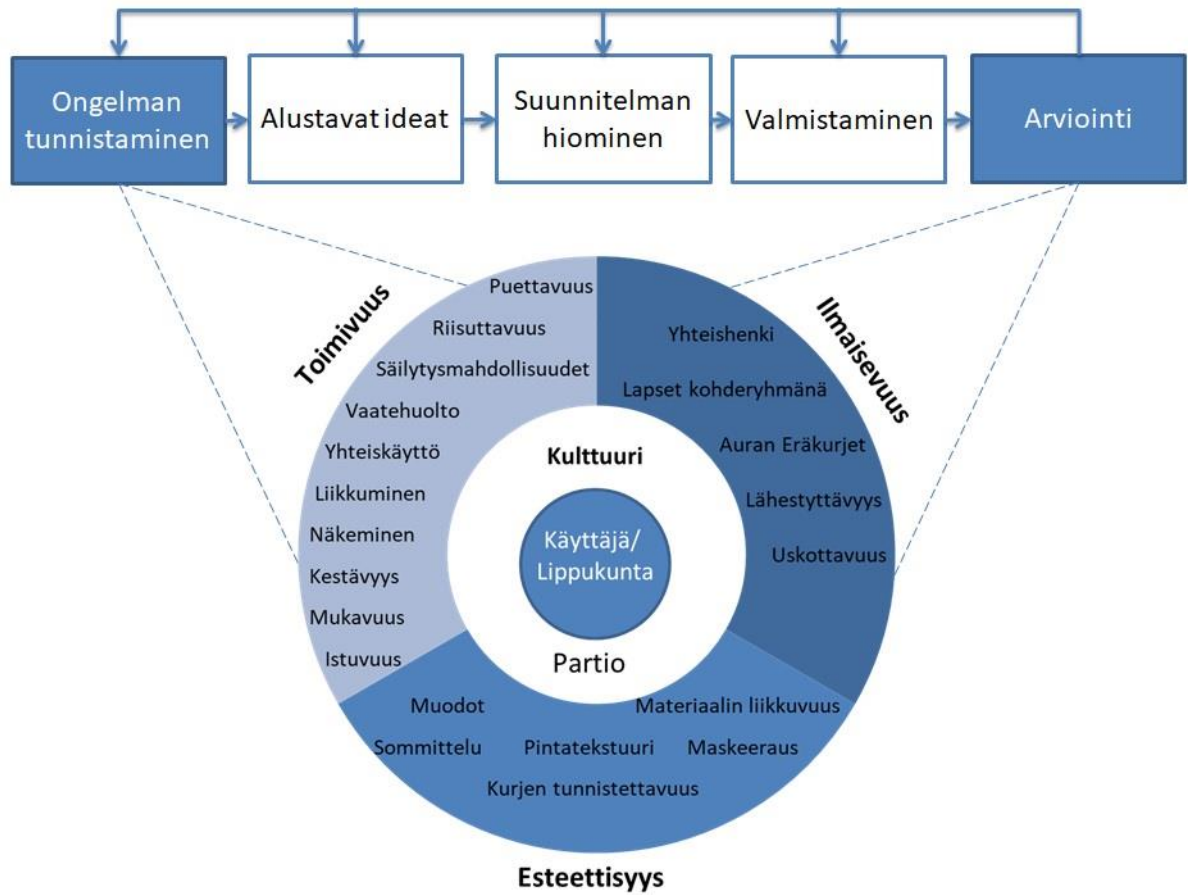 Ongelman
tunnistaminen
Alustavat ideat
Suunnitelman
hiominen
Valmistaminen
Arviointi
Toimivuus
Puettavuus
Riisuttavuus
Säilytysmahdollisuudet
Vaatehuolto
Yhteiskäyttö
Liikkuminen
Näkeminen
Kestävyys
Mukavuus
Istuvuus
Ilmaisevuus
Yhteishenki
Lapset kohderyhmänä
Auran Eräkurjet
Lähestyttävyys
Uskottavuus
Kulttuuri
Käyttäjä/
Lippukunta
Partio
Muodot
Materiaalin liikkuvuus
Sommittelu
Pintatekstuuri
Maskeeraus
Kurjen tunnistettavuus
Esteettisyys